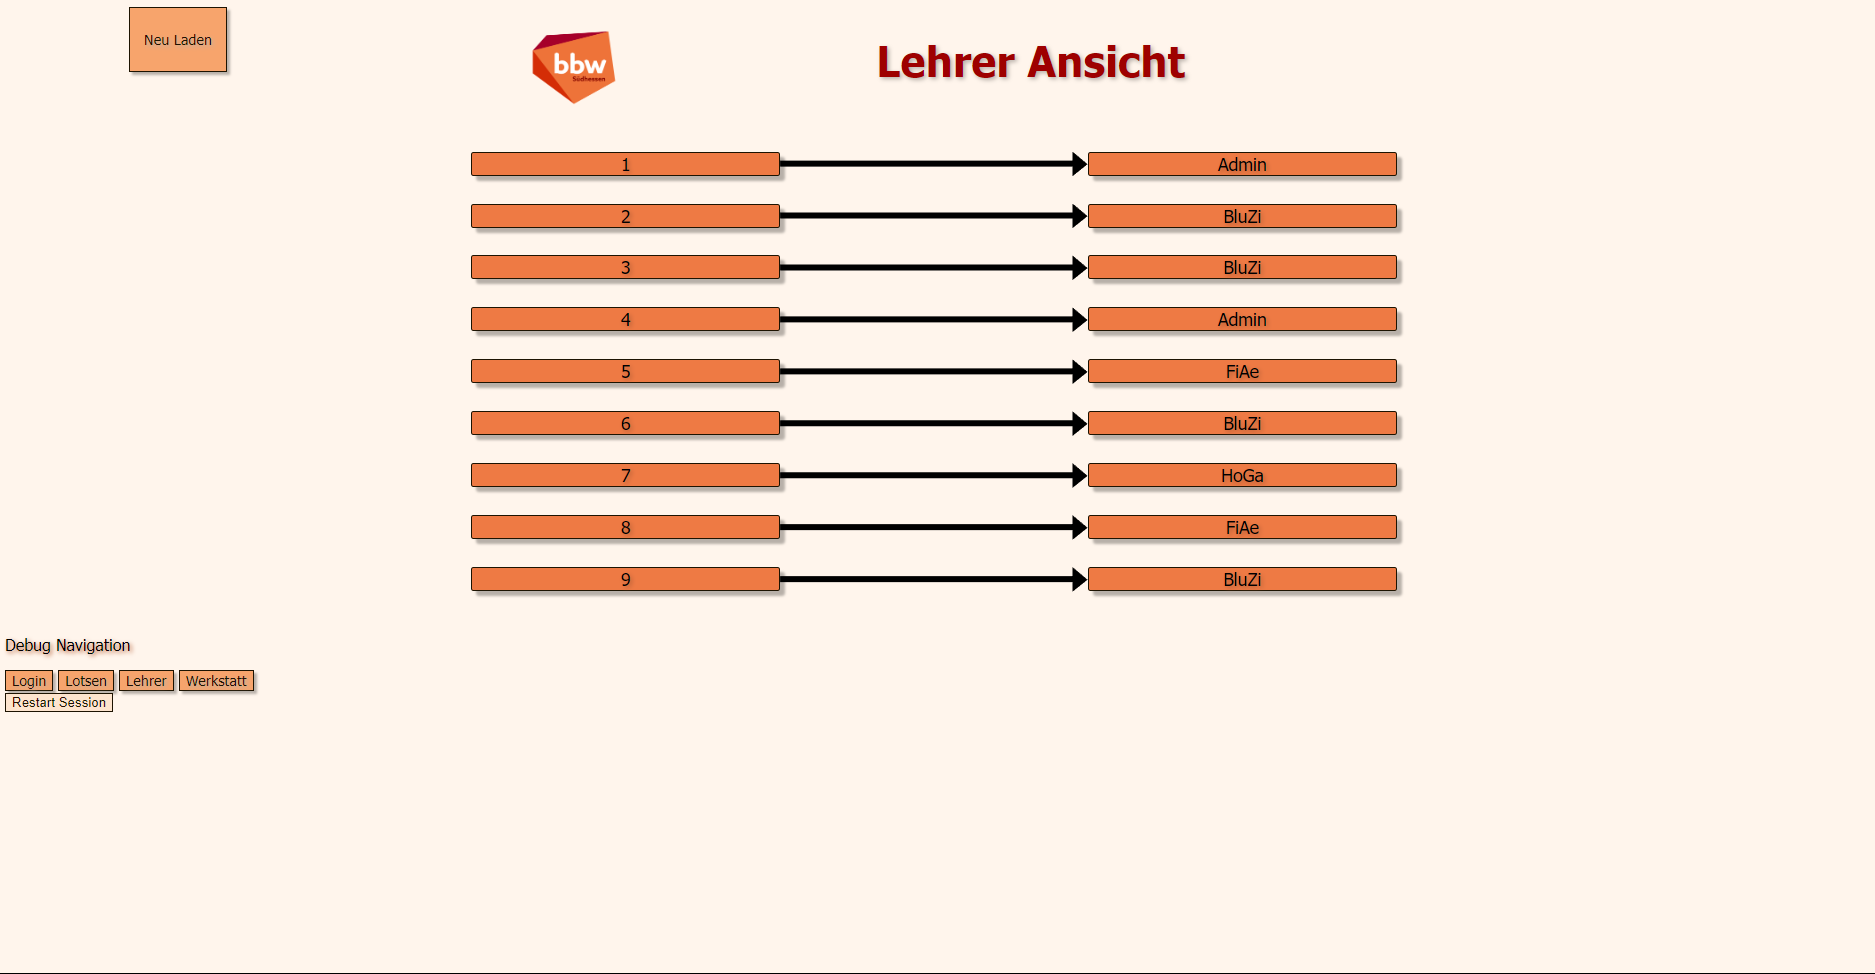 Neu Laden
bbw
Südhessen
Lehrer Ansicht
1 Admin
2 BluZi
3 BluZi
4 Admin
5 FiAe
6 BluZi
7 HoGa
8 FiAe
9 BluZi
Debug Navigation
Login Lotsen Lehrer Werkstatt
Restart Session